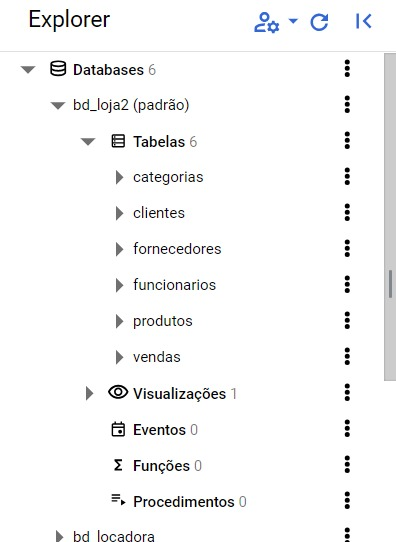 Explorer
Databases 6
bd_loja2 (padrão)
Tabelas 6
categorias
clientes
fornecedores
funcionarios
produtos
vendas
Visualizações 1
Eventos 0
Funções 0
Procedimentos 0
bd_locadora